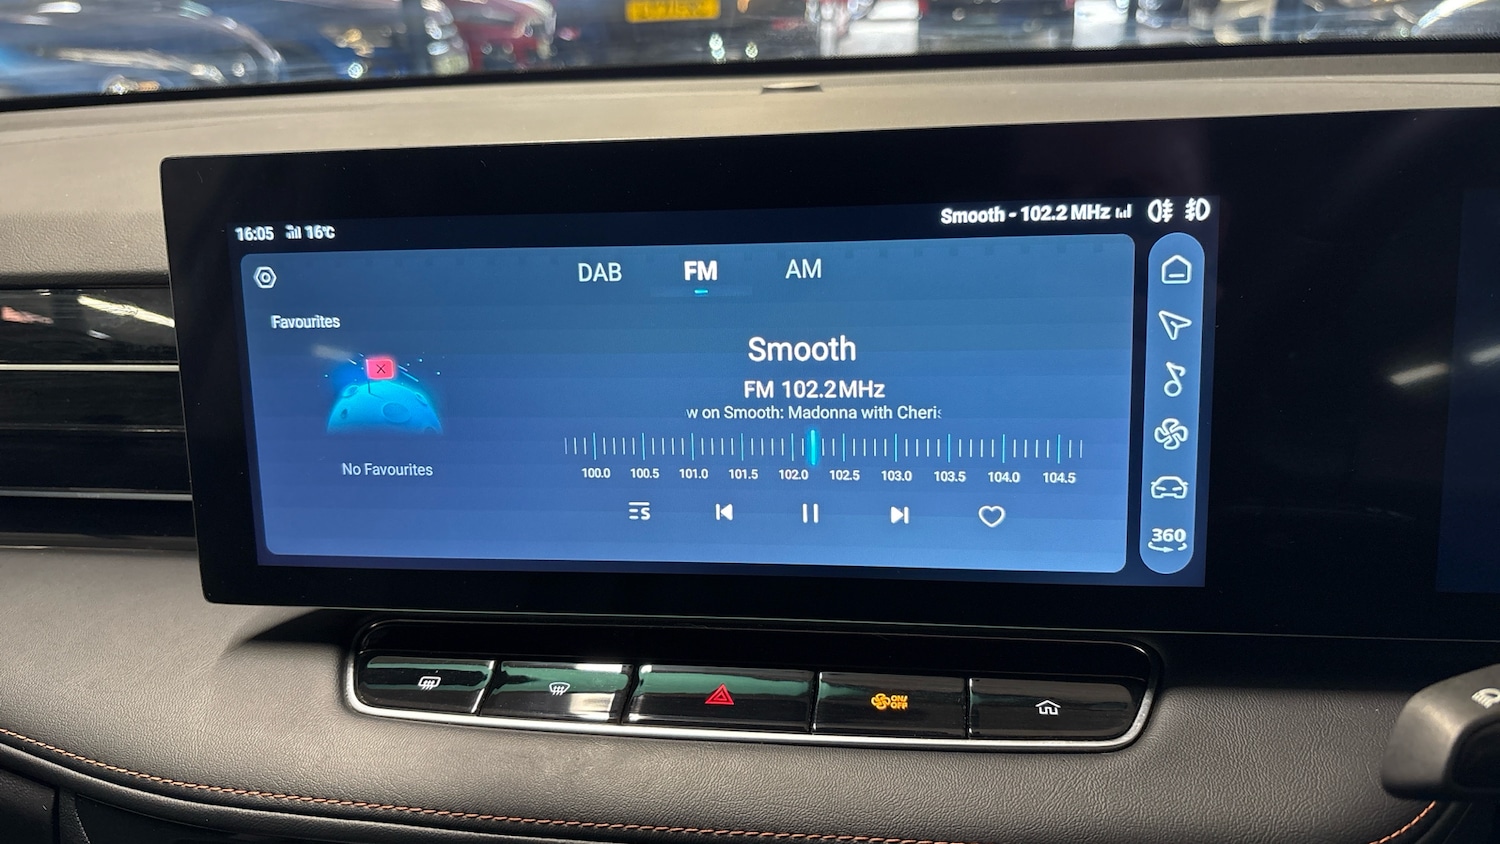 16:05 16℃
Smooth - 102.2 MHz
DAB FM AM
Favourites
Smooth
FM 102.2MHz
w on Smooth: Madonna with Cheris
100.0 100.5 101.0 101.5 102.0 102.5 103.0 103.5 104.0 104.5
No Favourites
360
ON/
OFF